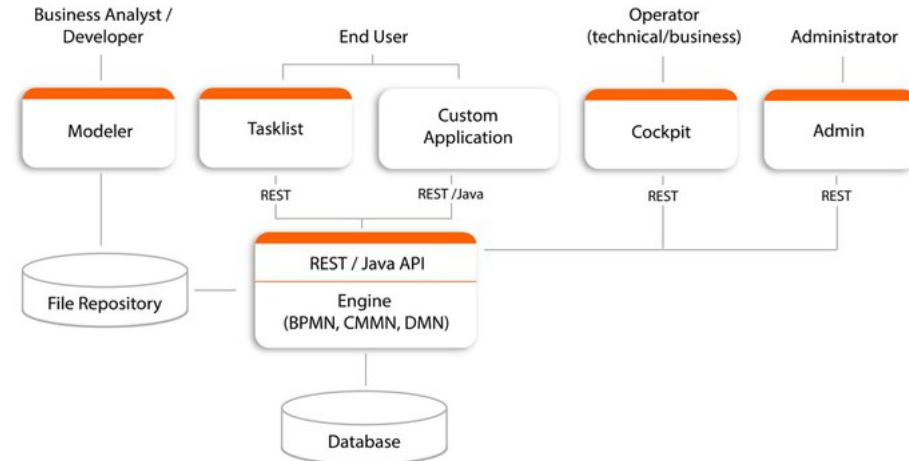 Business Analyst /
Developer
End User
Operator
(technical/business)
Administrator
Modeler
Tasklist
Custom
Application
Cockpit
Admin
REST
REST /Java
REST
REST
REST / Java API
File Repository
Engine
(BPMN, CMMN, DMN)
Database